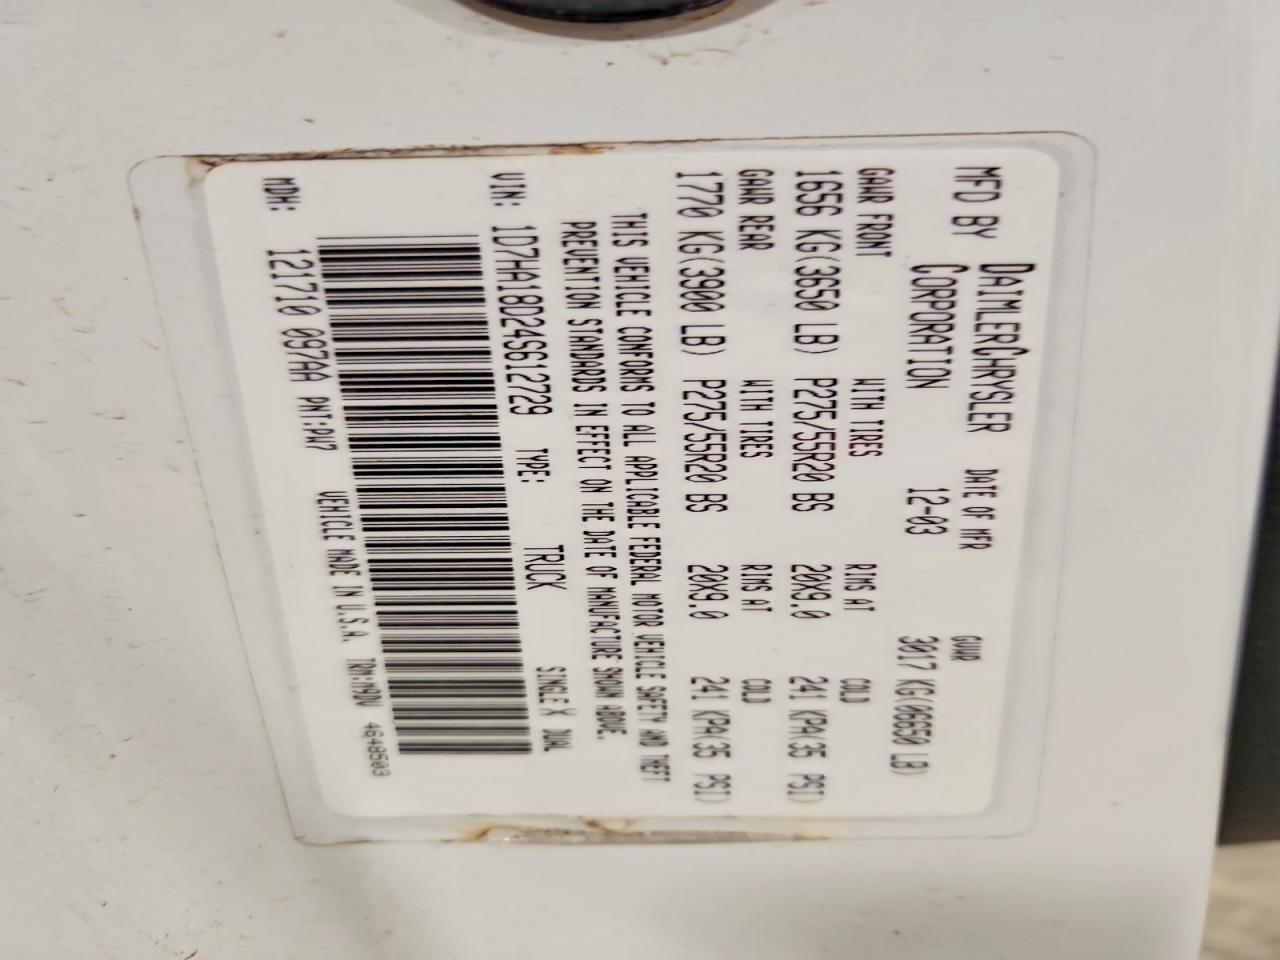 MFD BY DAIMLERCHRYSLER CORPORATION DATE OF MFR 12-03 GVWR 3017 KG(06650 LB)
GAWR FRONT WITH TIRES RIMS AT COLD
1656 KG(3650 LB) P275/55R20 BS 20X9.0 241 KPA(35 PSI)
GAWR REAR WITH TIRES RIMS AT COLD
1770 KG(3900 LB) P275/55R20 BS 20X9.0 241 KPA(35 PSI)
THIS VEHICLE CONFORMS TO ALL APPLICABLE FEDERAL MOTOR VEHICLE SAFETY AND THEFT
PREVENTION STANDARDS IN EFFECT ON THE DATE OF MANUFACTURE SHOWN ABOVE.
VIN: 1D7HA18D24S612729 TYPE: TRUCK SINGLE X DUAL
MDH: 121710 097AA PNT:PW7 VEHICLE MADE IN U.S.A. TRM:M9DV 4648503